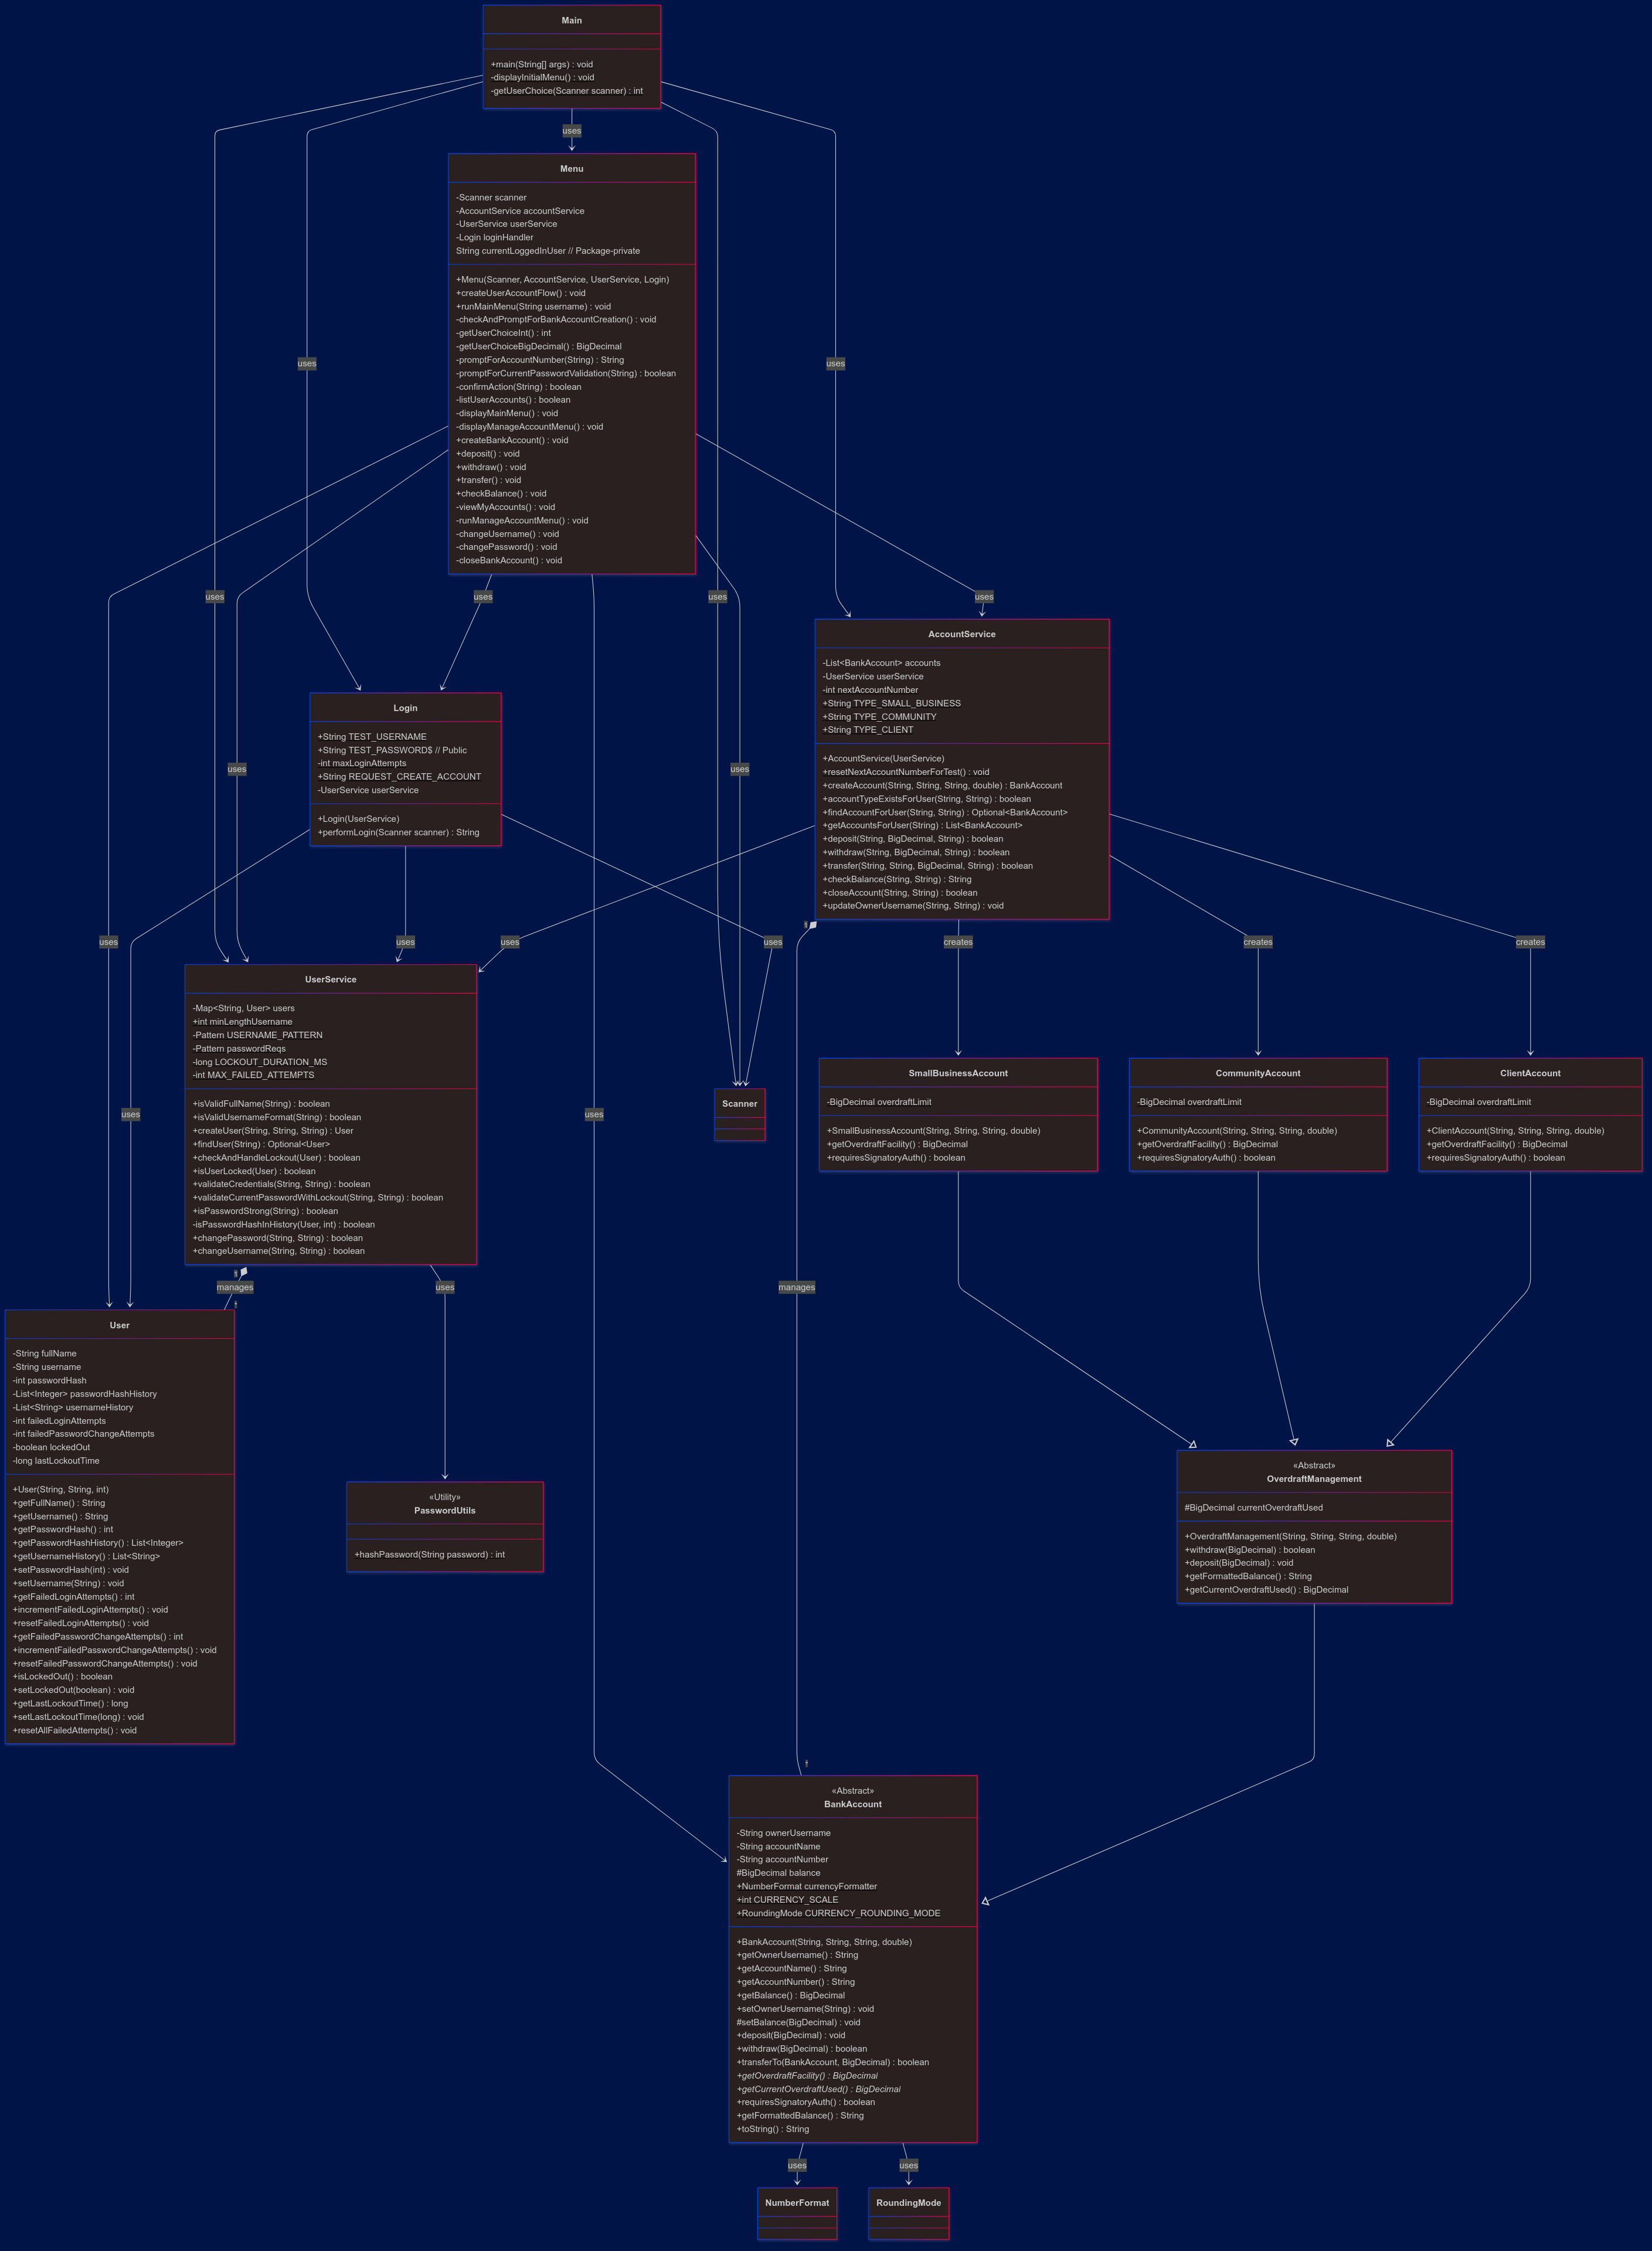 Main
+main(String[] args) : void
-displayInitialMenu() : void
-getUserChoice(Scanner scanner) : int
uses
Menu
-Scanner scanner
-AccountService accountService
-UserService userService
-Login loginHandler
String currentLoggedInUser // Package-private
+Menu(Scanner, AccountService, UserService, Login)
+createUserAccountFlow() : void
+runMainMenu(String username) : void
-checkAndPromptForBankAccountCreation() : void
-getUserChoiceInt() : int
-getUserChoiceBigDecimal() : BigDecimal
-promptForAccountNumber(String) : String
-promptForCurrentPasswordValidation(String) : boolean
-confirmAction(String) : boolean
-listUserAccounts() : boolean
-displayMainMenu() : void
-displayManageAccountMenu() : void
+createBankAccount() : void
+deposit() : void
+withdraw() : void
+transfer() : void
+checkBalance() : void
-viewMyAccounts() : void
-runManageAccountMenu() : void
-changeUsername() : void
-changePassword() : void
-closeBankAccount() : void
uses
uses
uses
uses
uses
uses
AccountService
-List<BankAccount> accounts
-UserService userService
-int nextAccountNumber
+String TYPE_SMALL_BUSINESS
+String TYPE_COMMUNITY
+String TYPE_CLIENT
+AccountService(UserService)
+resetNextAccountNumberForTest() : void
+createAccount(String, String, String, double) : BankAccount
+accountTypeExistsForUser(String, String) : boolean
+findAccountForUser(String, String) : Optional<BankAccount>
+getAccountsForUser(String) : List<BankAccount>
+deposit(String, BigDecimal, String) : boolean
+withdraw(String, BigDecimal, String) : boolean
+transfer(String, String, BigDecimal, String) : boolean
+checkBalance(String, String) : String
+closeAccount(String, String) : boolean
+updateOwnerUsername(String, String) : void
Login
+String TEST_USERNAME
+String TEST_PASSWORD$ // Public
-int maxLoginAttempts
+String REQUEST_CREATE_ACCOUNT
-UserService userService
+Login(UserService)
+performLogin(Scanner scanner) : String
uses
uses
1
uses
uses
uses
uses
creates
creates
creates
UserService
-Map<String, User> users
+int minLengthUsername
-Pattern USERNAME_PATTERN
-Pattern passwordReqs
-long LOCKOUT_DURATION_MS
-int MAX_FAILED_ATTEMPTS
+isValidFullName(String) : boolean
+isValidUsernameFormat(String) : boolean
+createUser(String, String, String) : User
+findUser(String) : Optional<User>
+checkAndHandleLockout(User) : boolean
+isUserLocked(User) : boolean
+validateCredentials(String, String) : boolean
+validateCurrentPasswordWithLockout(String, String) : boolean
+isPasswordStrong(String) : boolean
-isPasswordHashInHistory(User, int) : boolean
+changePassword(String, String) : boolean
+changeUsername(String, String) : boolean
Scanner
SmallBusinessAccount
-BigDecimal overdraftLimit
+SmallBusinessAccount(String, String, String, double)
+getOverdraftFacility() : BigDecimal
+requiresSignatoryAuth() : boolean
CommunityAccount
-BigDecimal overdraftLimit
+CommunityAccount(String, String, String, double)
+getOverdraftFacility() : BigDecimal
+requiresSignatoryAuth() : boolean
ClientAccount
-BigDecimal overdraftLimit
+ClientAccount(String, String, String, double)
+getOverdraftFacility() : BigDecimal
+requiresSignatoryAuth() : boolean
uses
uses
1
manages
*
uses
manages
User
-String fullName
-String username
-int passwordHash
-List<Integer> passwordHashHistory
-List<String> usernameHistory
-int failedLoginAttempts
-int failedPasswordChangeAttempts
-boolean lockedOut
-long lastLockoutTime
+User(String, String, int)
+getFullName() : String
+getUsername() : String
+getPasswordHash() : int
+getPasswordHashHistory() : List<Integer>
+getUsernameHistory() : List<String>
+setPasswordHash(int) : void
+setUsername(String) : void
+getFailedLoginAttempts() : int
+incrementFailedLoginAttempts() : void
+resetFailedLoginAttempts() : void
+getFailedPasswordChangeAttempts() : int
+incrementFailedPasswordChangeAttempts() : void
+resetFailedPasswordChangeAttempts() : void
+isLockedOut() : boolean
+setLockedOut(boolean) : void
+getLastLockoutTime() : long
+setLastLockoutTime(long) : void
+resetAllFailedAttempts() : void
«Utility»
PasswordUtils
+hashPassword(String password) : int
«Abstract»
OverdraftManagement
#BigDecimal currentOverdraftUsed
+OverdraftManagement(String, String, String, double)
+withdraw(BigDecimal) : boolean
+deposit(BigDecimal) : void
+getFormattedBalance() : String
+getCurrentOverdraftUsed() : BigDecimal
*
«Abstract»
BankAccount
-String ownerUsername
-String accountName
-String accountNumber
#BigDecimal balance
+NumberFormat currencyFormatter
+int CURRENCY_SCALE
+RoundingMode CURRENCY_ROUNDING_MODE
+BankAccount(String, String, String, double)
+getOwnerUsername() : String
+getAccountName() : String
+getAccountNumber() : String
+getBalance() : BigDecimal
+setOwnerUsername(String) : void
#setBalance(BigDecimal) : void
+deposit(BigDecimal) : void
+withdraw(BigDecimal) : boolean
+transferTo(BankAccount, BigDecimal) : boolean
+getOverdraftFacility() : BigDecimal
+getCurrentOverdraftUsed() : BigDecimal
+requiresSignatoryAuth() : boolean
+getFormattedBalance() : String
+toString() : String
uses
uses
NumberFormat
RoundingMode